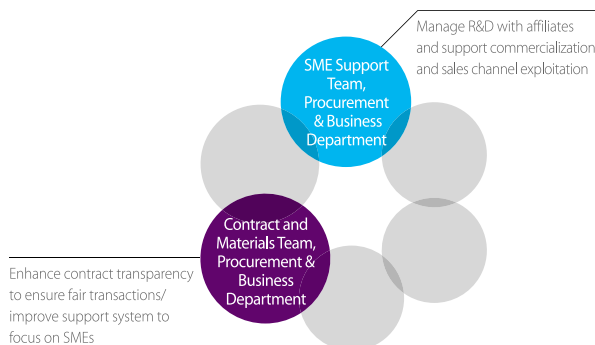 Manage R&D with affiliates
and support commercialization
and sales channel exploitation
SME Support
Team,
Procurement
& Business
Department
Contract and
Materials Team,
Procurement &
Business
Department
Enhance contract transparency
to ensure fair transactions/
improve support system to
focus on SMEs